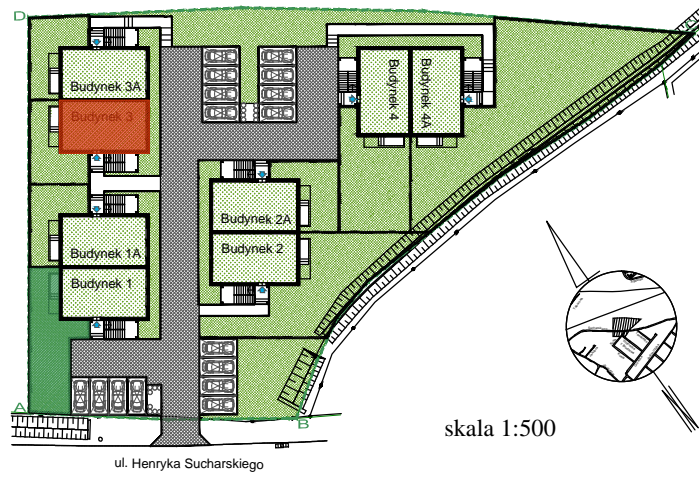 D
Budynek 3A
Budynek 3
Budynek 4
Budynek 4A
Budynek 2A
Budynek 2
Budynek 1A
Budynek 1
A
B
skala 1:500
ul. Henryka Sucharskiego